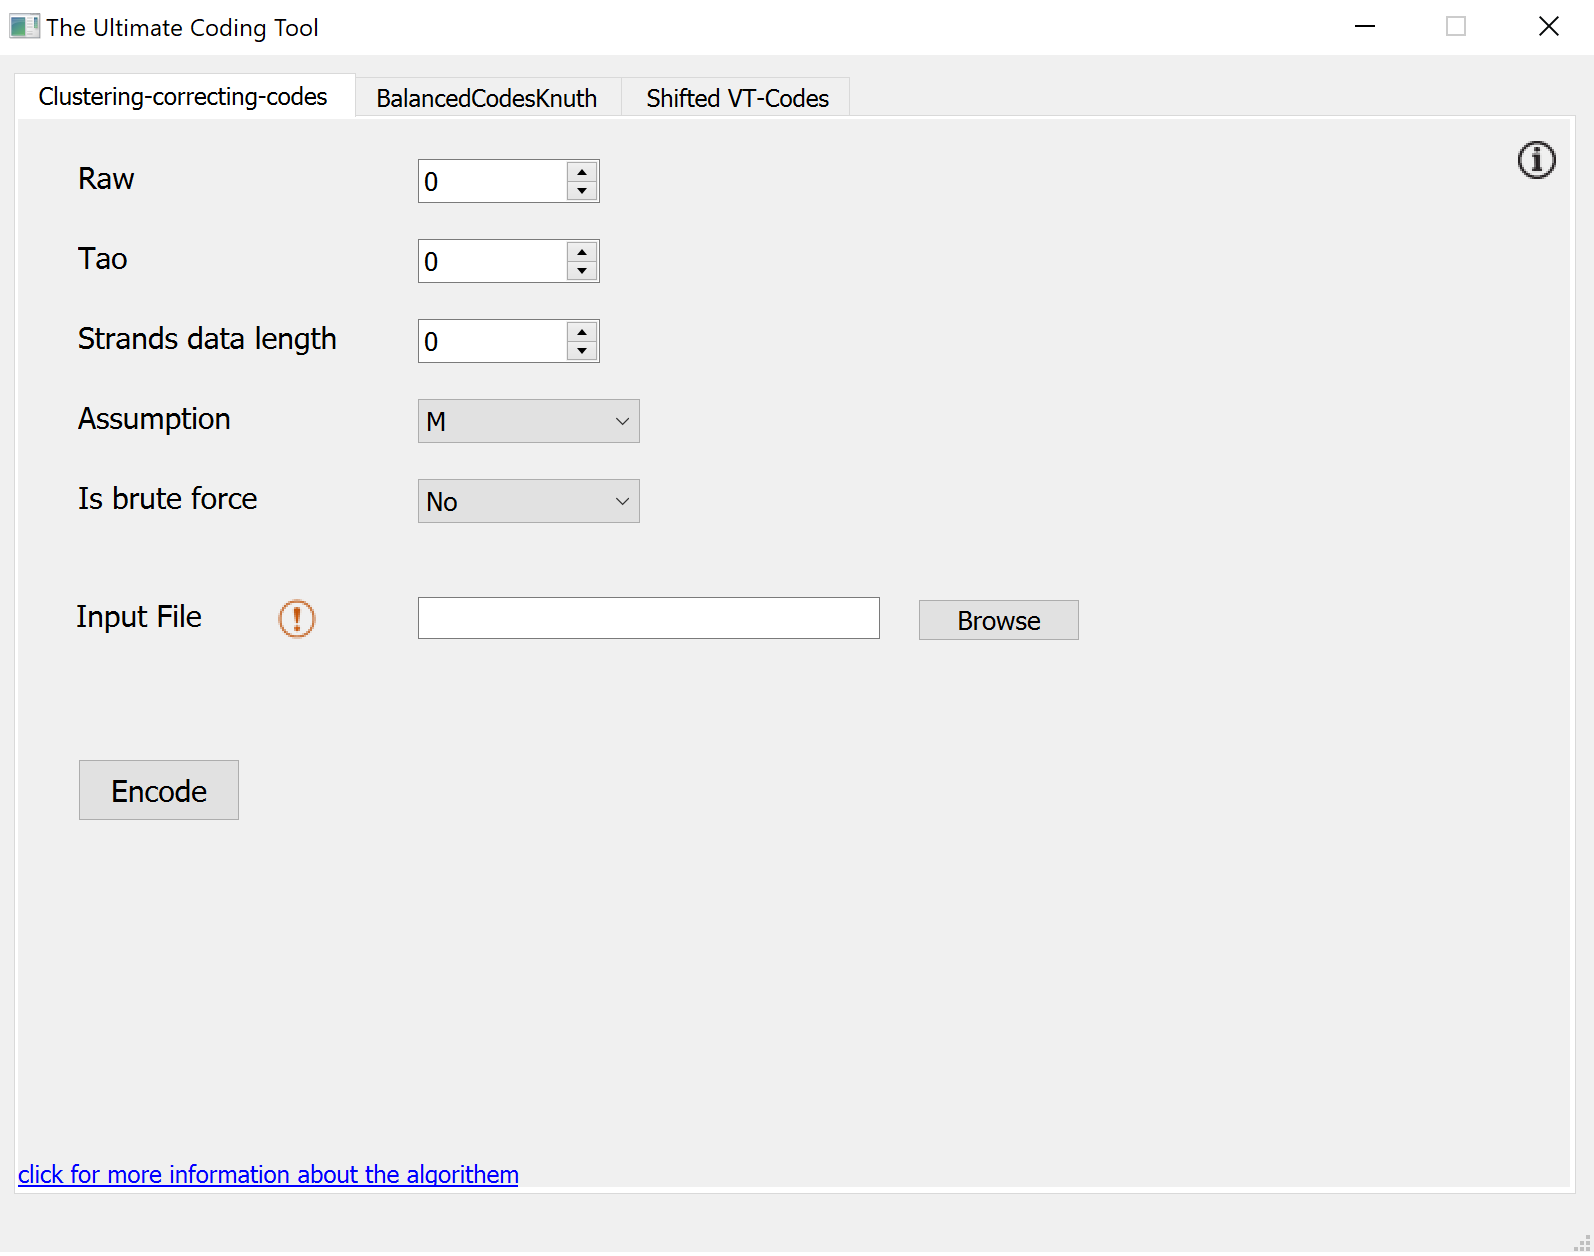 The Ultimate Coding Tool
Clustering-correcting-codes BalancedCodesKnuth Shifted VT-Codes
Raw 0
Tao 0
Strands data length 0
Assumption M
Is brute force No
Input File Browse
Encode
click for more information about the algorithem